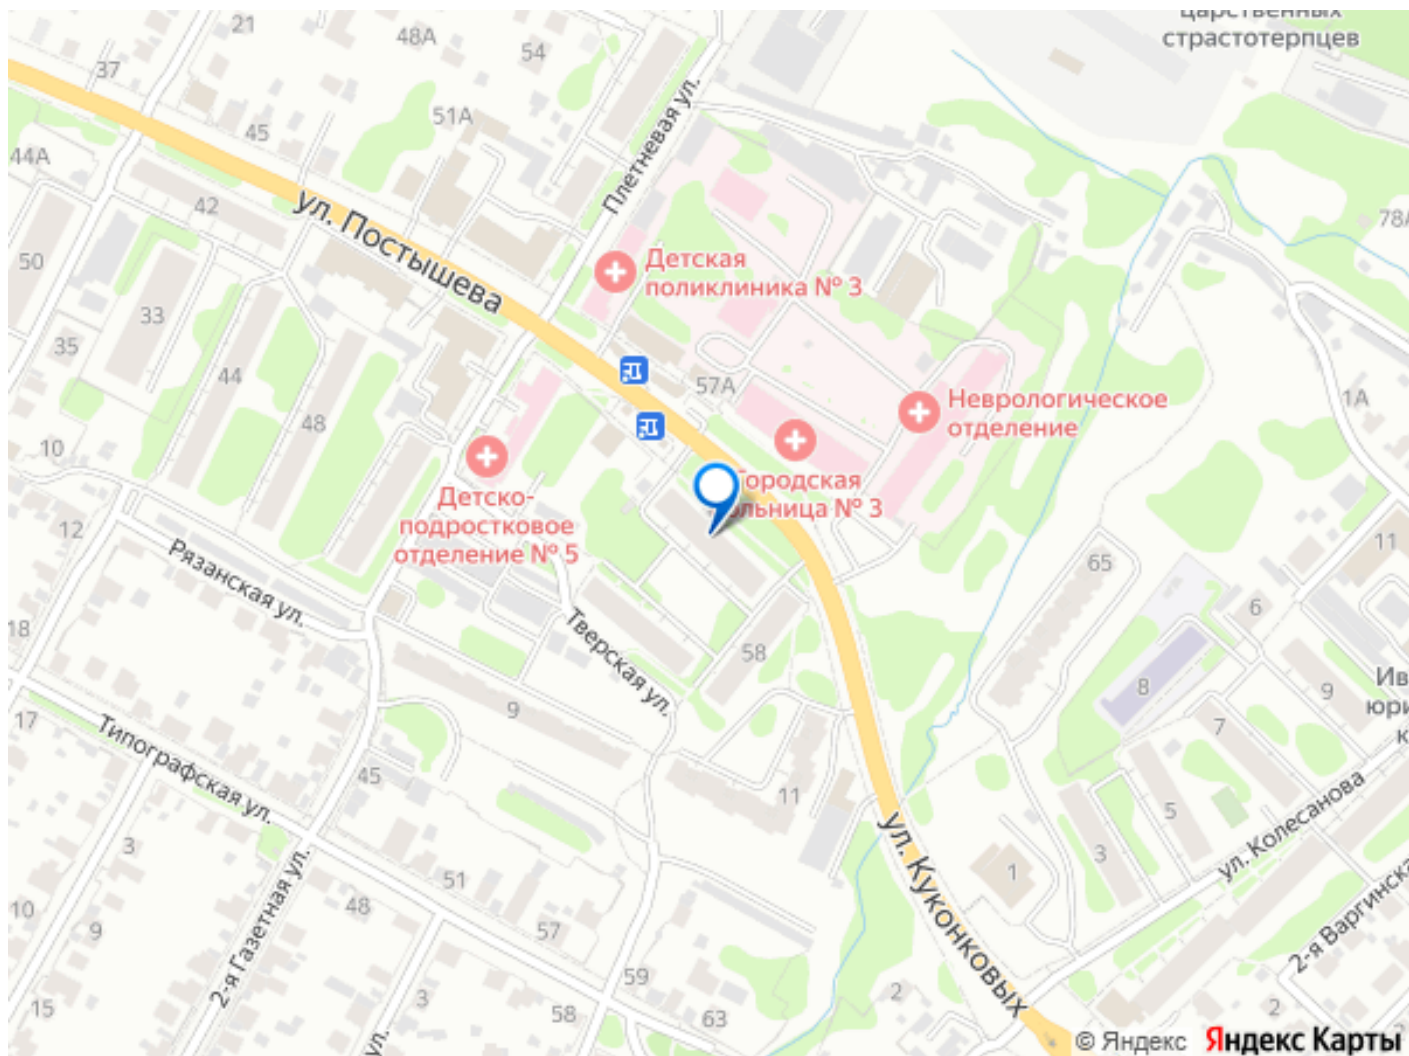 царственных
страстотерпцев
21
48А
54
37
51А
45
44А
Плетневая ул.
42
ул. Постышева
78А
50
Детская
поликлиника № 3
33
35
44
57А
1А
Неврологическое
отделение
48
10
Городская
больница № 3
Детско-
подростковое
отделение № 5
12
Рязанская ул.
65
11
6
18
Тверская ул.
58
8
9
Ив
юри
к
17
9
7
Типографская ул.
45
11
5
ул. Колесанова
3
3
ул. Куконковых
1
51
48
10
9
57
2-я Газетная ул.
2-я Варгинска
59
15
3
58
63
2
2
ул.
© Яндекс
Яндекс Карты